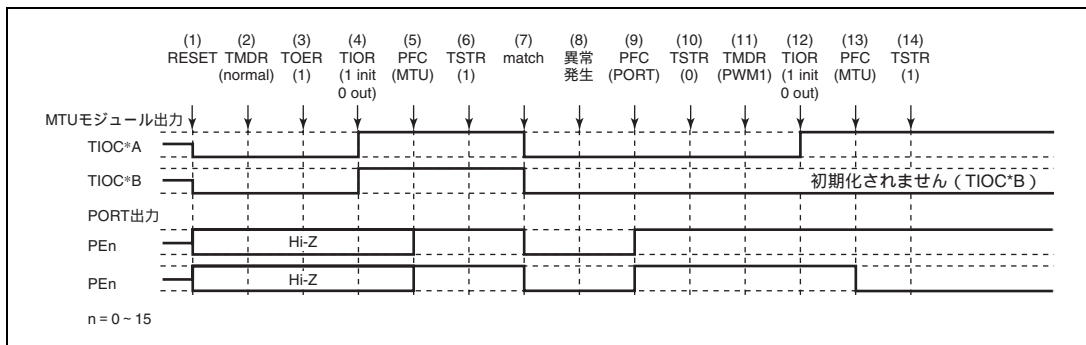 (1) (2) (3) (4) (5) (6) (7) (8) (9) (10) (11) (12) (13) (14)
RESET TMDR TOER TIOR PFC TSTR match 異常 PFC TSTR TMDR TIOR PFC TSTR
(normal) (1) (1 init (MTU) (1) 発生 (PORT) (0) (PWM1) (1 init (MTU) (1)
0 out) 0 out)
MTUモジュール出力
TIOC*A
TIOC*B 初期化されません(TIOC*B)
PORT出力
PEn Hi-Z
PEn Hi-Z
n = 0 ~ 15